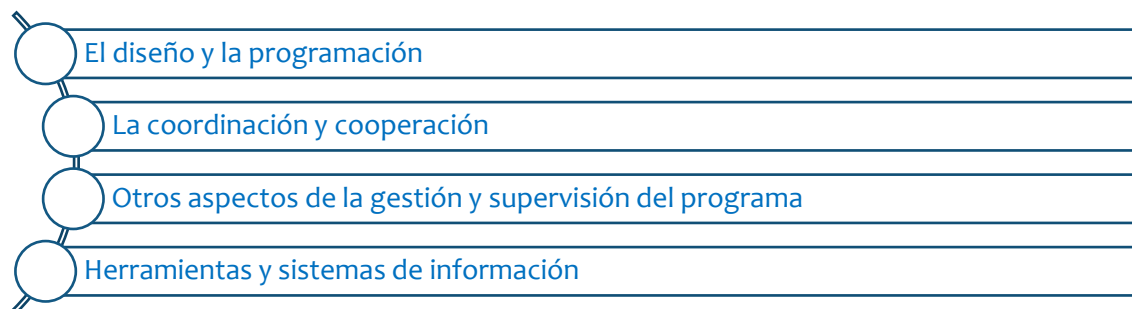 El diseño y la programación
La coordinación y cooperación
Otros aspectos de la gestión y supervisión del programa
Herramientas y sistemas de información